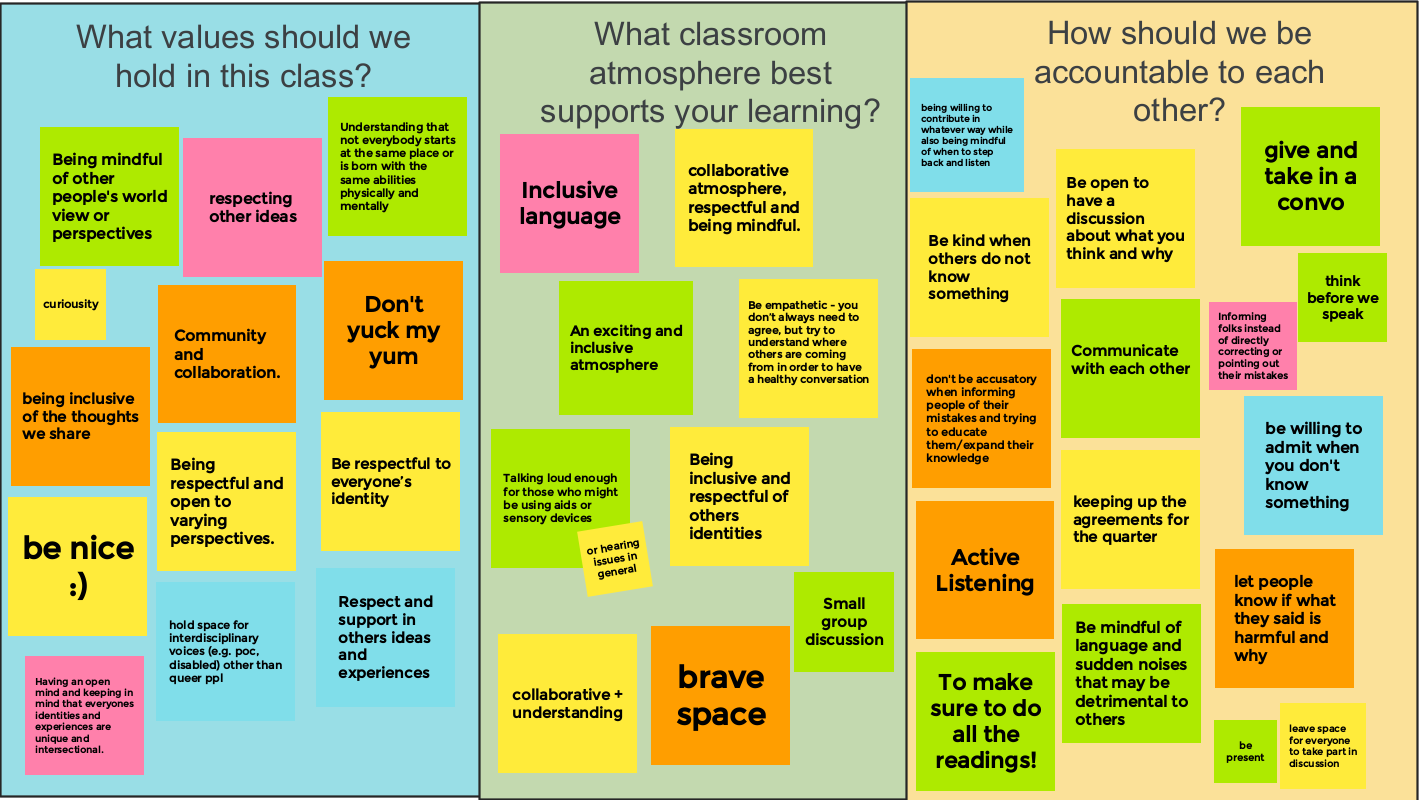 What values should we
hold in this class?
Being mindful
of other
people's world
view or
perspectives
respecting
other ideas
Understanding that
not everybody starts
at the same place or
is born with the
same abilities
physically and
mentally
curiousity
Community
and
collaboration.
Don't
yuck my
yum
being inclusive
of the thoughts
we share
Being
respectful and
open to
varying
perspectives.
Be respectful to
everyone's
identity
be nice
:)
hold space for
interdisciplinary
voices (e.g. poc,
disabled) other than
queer ppl
Respect and
support in
others ideas
and
experiences
Having an open
mind and keeping in
mind that everyones
identities and
experiences are
unique and
intersectional.
What classroom
atmosphere best
supports your learning?
Inclusive
language
collaborative
atmosphere,
respectful and
being mindful.
An exciting and
inclusive
atmosphere
Be empathetic - you
don't always need to
agree, but try to
understand where
others are coming
from in order to have
a healthy conversation
Talking loud enough
for those who might
be using aids or
sensory devices
or hearing
issues in
general
Being
inclusive and
respectful of
others
identities
Small
group
discussion
collaborative +
understanding
brave
space
How should we be
accountable to each
other?
being willing to
contribute in
whatever way while
also being mindful
of when to step
back and listen
Be open to
have a
discussion
about what you
think and why
give and
take in a
convo
Be kind when
others do not
know
something
think
before we
speak
Communicate
with each other
Informing
folks instead
of directly
correcting or
pointing out
their mistakes
don't be accusatory
when informing
people of their
mistakes and trying
to educate
them/expand their
knowledge
be willing to
admit when
you don't
know
something
keeping up the
agreements for
the quarter
Active
Listening
let people
know if what
they said is
harmful and
why
Be mindful of
language and
sudden noises
that may be
detrimental to
others
To make
sure to do
all the
readings!
be
present
leave space
for everyone
to take part in
discussion